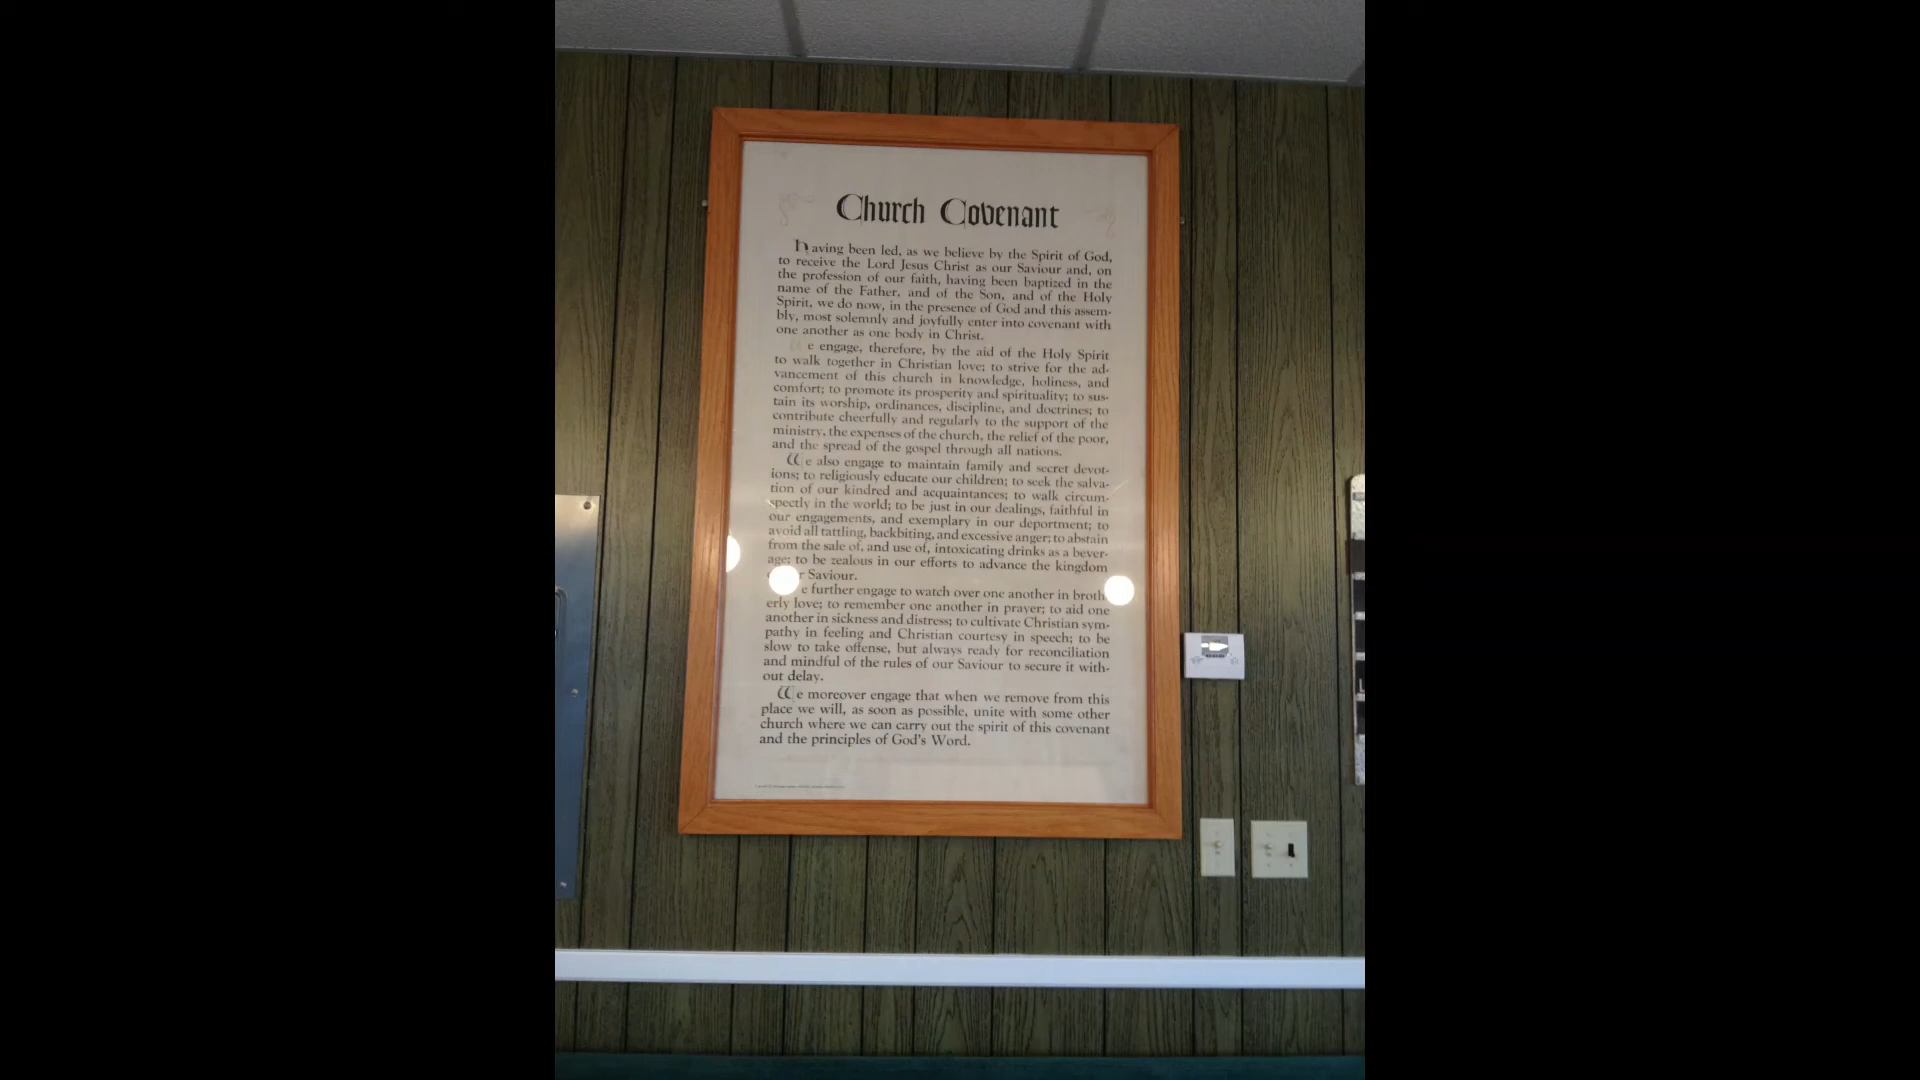 Church Covenant
Having been led, as we believe by the Spirit of God,
to receive the Lord Jesus Christ as our Saviour and, on
the profession of our faith, having been baptized in the
name of the Father, and of the Son, and of the Holy
Spirit, we do now, in the presence of God and this assem-
bly, most solemnly and joyfully enter into covenant with
one another as one body in Christ.
We engage, therefore, by the aid of the Holy Spirit
to walk together in Christian love; to strive for the ad-
vancement of this church in knowledge, holiness, and
comfort; to promote its prosperity and spirituality; to sus-
tain its worship, ordinances, discipline, and doctrines; to
contribute cheerfully and regularly to the support of the
ministry, the expenses of the church, the relief of the poor,
and the spread of the gospel through all nations.
We also engage to maintain family and secret devot-
ions; to religiously educate our children; to seek the salva-
tion of our kindred and acquaintances; to walk circum-
spectly in the world; to be just in our dealings, faithful in
our engagements, and exemplary in our deportment; to
avoid all tattling, backbiting, and excessive anger; to abstain
from the sale of, and use of, intoxicating drinks as a bever-
age; to be zealous in our efforts to advance the kingdom
Saviour.
further engage to watch over one another in broth
erly love; to remember one another in prayer; to aid one
another in sickness and distress; to cultivate Christian sym-
pathy in feeling and Christian courtesy in speech; to be
slow to take offense, but always ready for reconciliation
and mindful of the rules of our Saviour to secure it with-
out delay.
We moreover engage that when we remove from this
place we will, as soon as possible, unite with some other
church where we can carry out the spirit of this covenant
and the principles of God's Word.